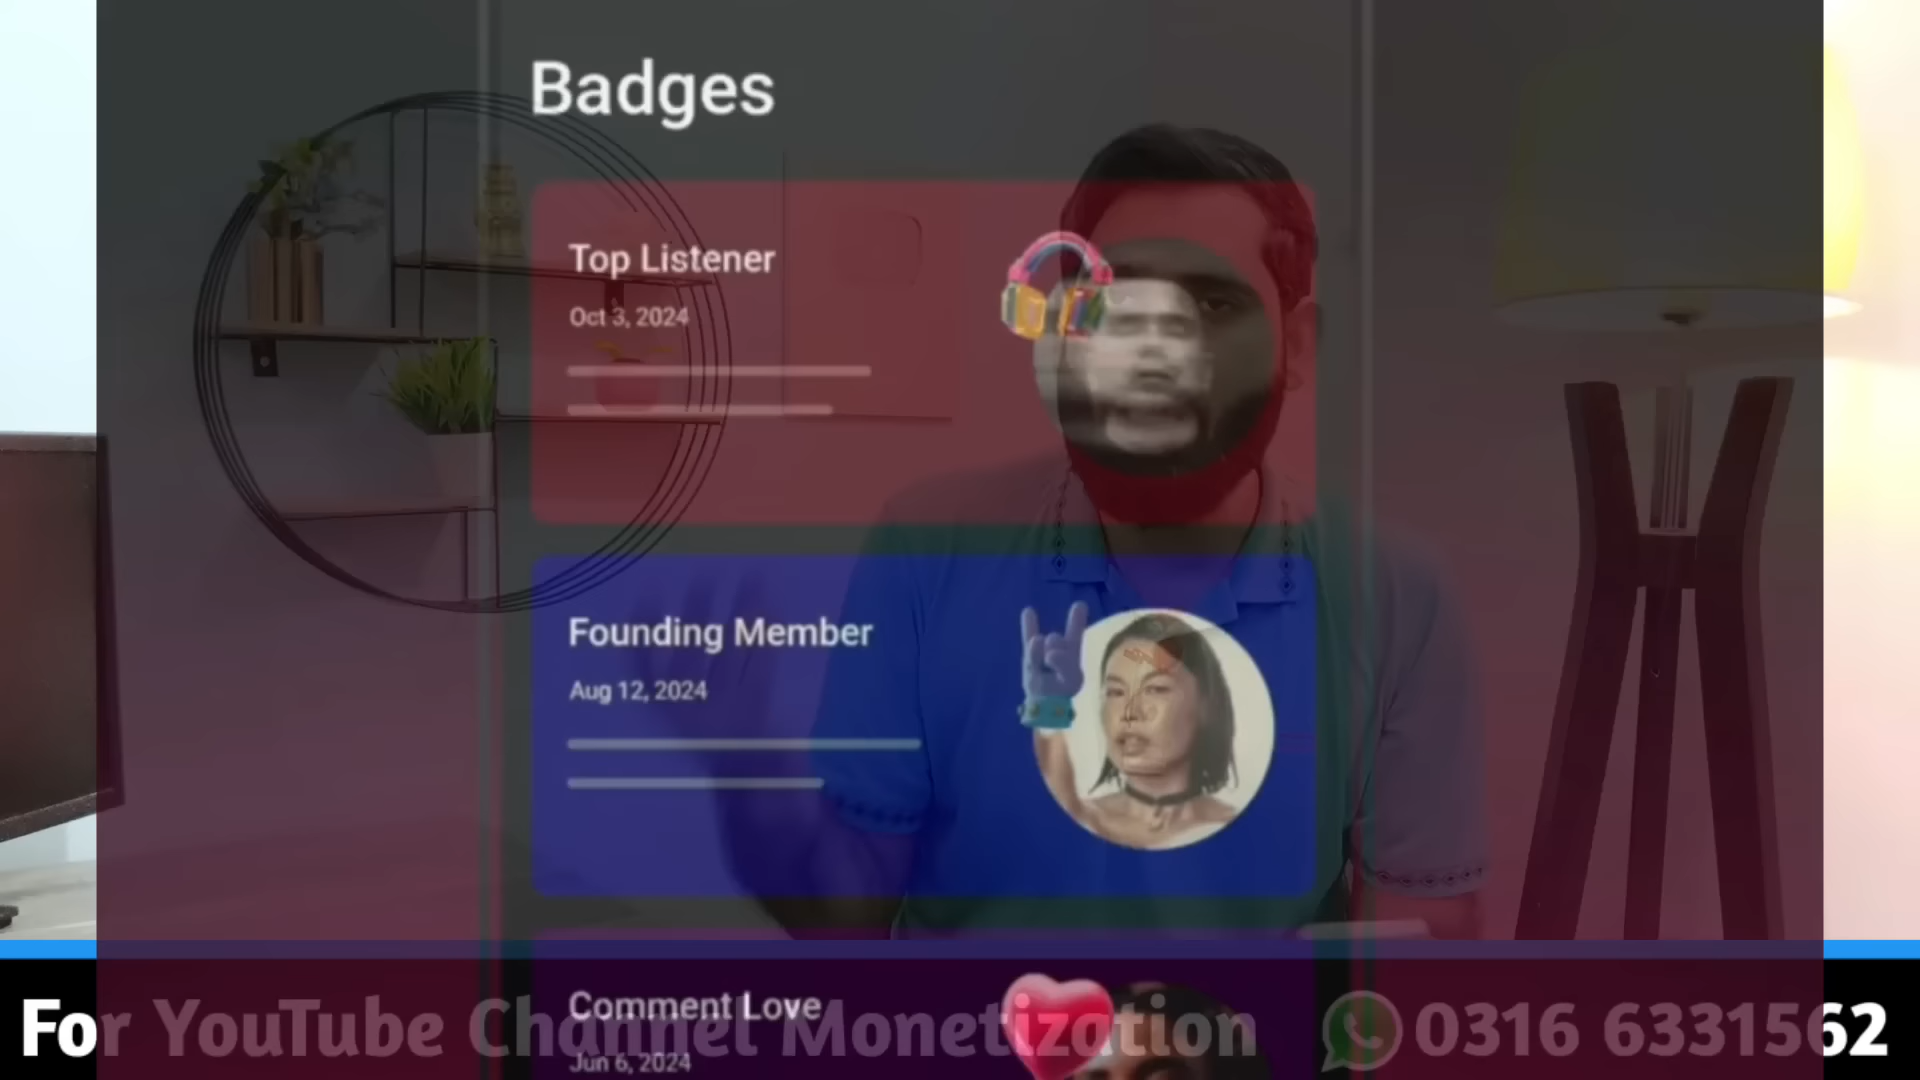 Badges
Top Listener
Oct 3, 2024
Founding Member
Aug 12, 2024
Comment Love
Jun 6, 2024
For YouTube Channel Monetization 0316 6331562